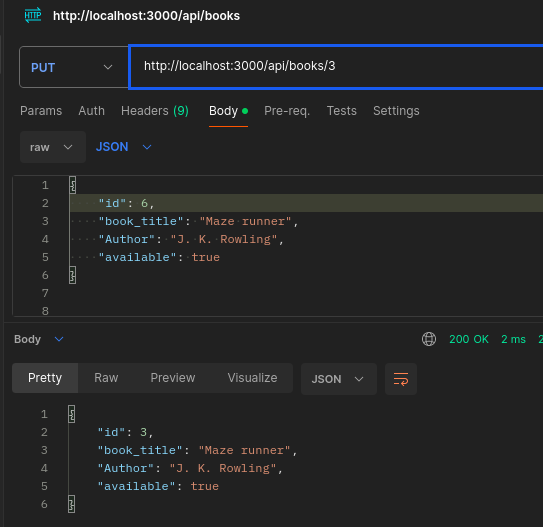 HTTP http://localhost:3000/api/books
PUT http://localhost:3000/api/books/3
Params Auth Headers (9) Body Pre-req. Tests Settings
raw JSON
1 {
2 "id": 6,
3 "book_title": "Maze runner",
4 "Author": "J. K. Rowling",
5 "available": true
6 }
7
8
Body 200 OK 2 ms 2
Pretty Raw Preview Visualize JSON
1 {
2 "id": 3,
3 "book_title": "Maze runner",
4 "Author": "J. K. Rowling",
5 "available": true
6 }